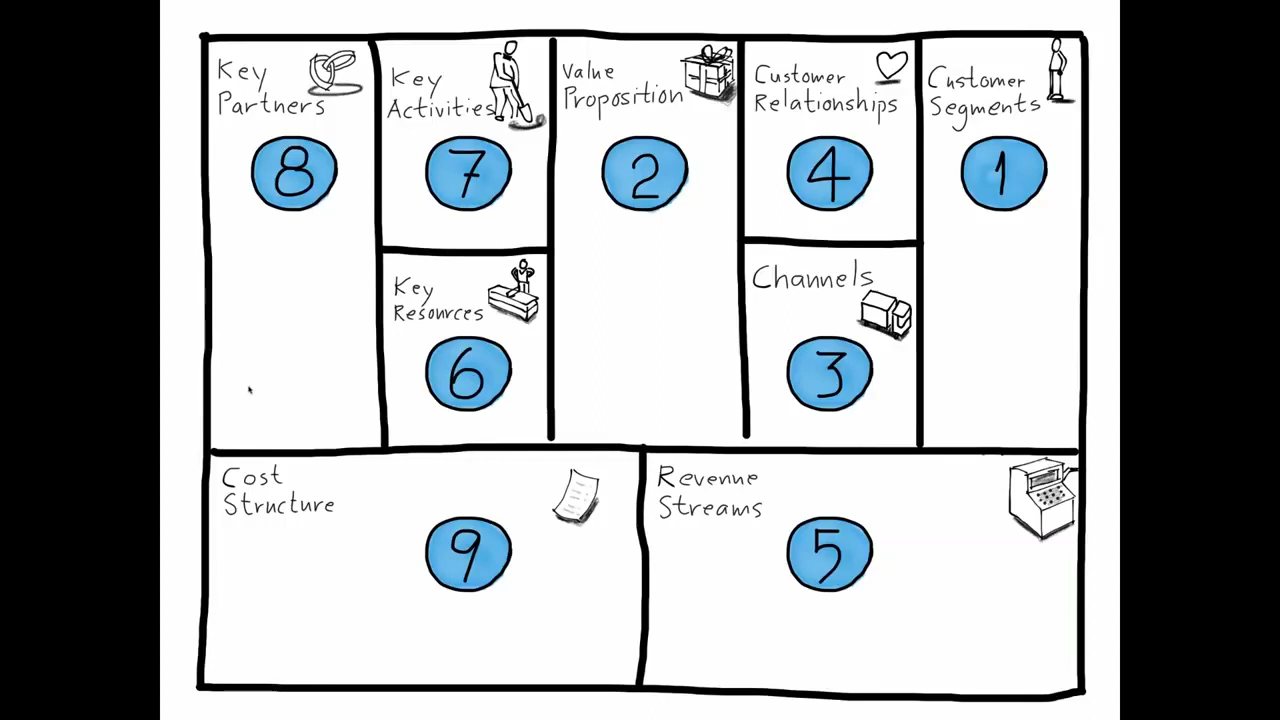 Key
Partners
8
Key
Activities
7
Value
Proposition
2
Customer
Relationships
4
Customer
Segments
1
Key
Resources
6
Channels
3
Cost
Structure
9
Revenue
Streams
5